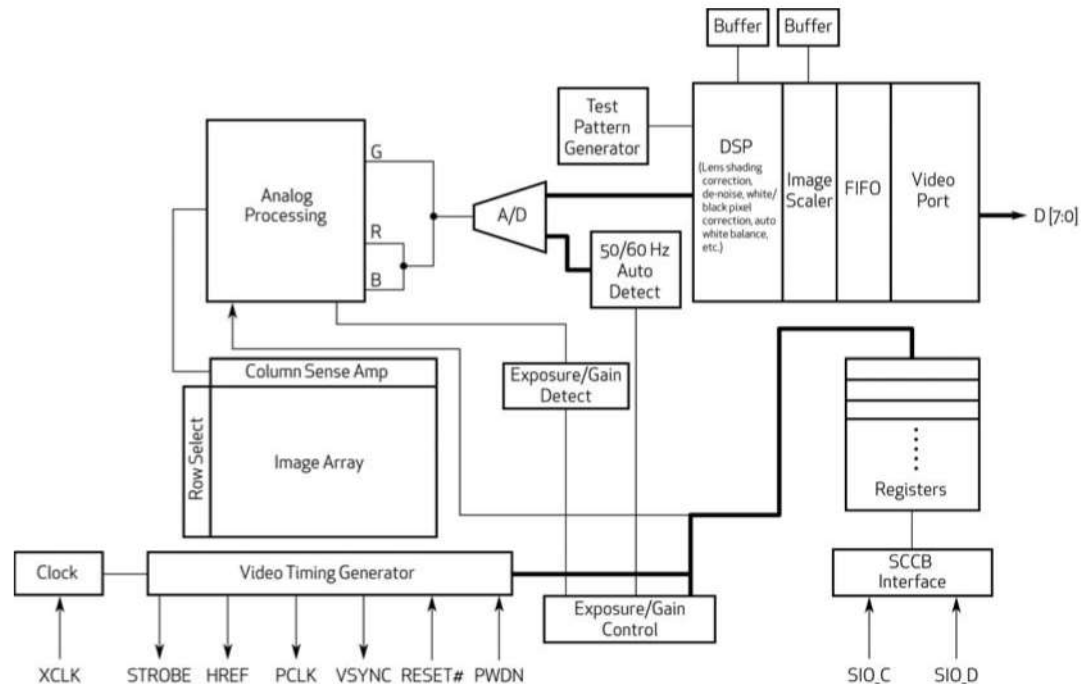 Buffer
Buffer
Test
Pattern
Generator
DSP
(Lens shading
correction,
de-noise, white/
black pixel
correction, auto
white balance,
etc.)
Image
Scaler
FIFO
Video
Port
D [7:0]
G
Analog
Processing
R
B
A/D
50/60 Hz
Auto
Detect
Column Sense Amp
Exposure/Gain
Detect
Row Select
Image Array
Registers
Clock
Video Timing Generator
SCCB
Interface
Exposure/Gain
Control
XCLK
STROBE
HREF
PCLK
VSYNC
RESET#
PWDN
SIO_C
SIO_D